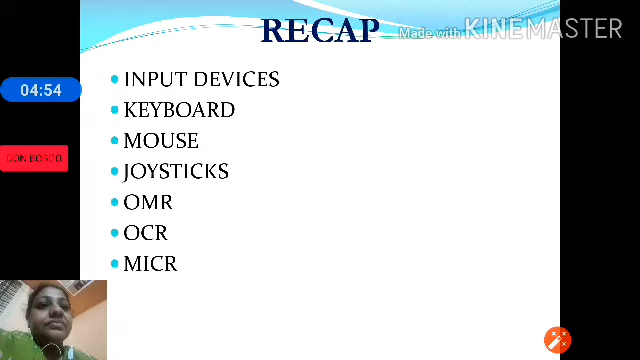 RECAP
Made with KINEMASTER
INPUT DEVICES
04:54
KEYBOARD
MOUSE
DON BOSCO
JOYSTICKS
OMR
OCR
MICR